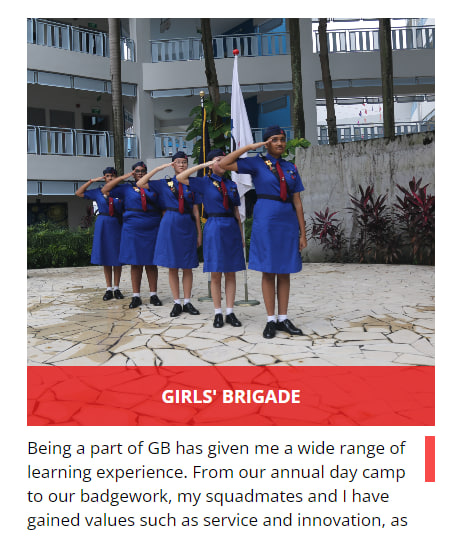 GIRLS' BRIGADE
Being a part of GB has given me a wide range of
learning experience. From our annual day camp
to our badgework, my squadmates and I have
gained values such as service and innovation, as